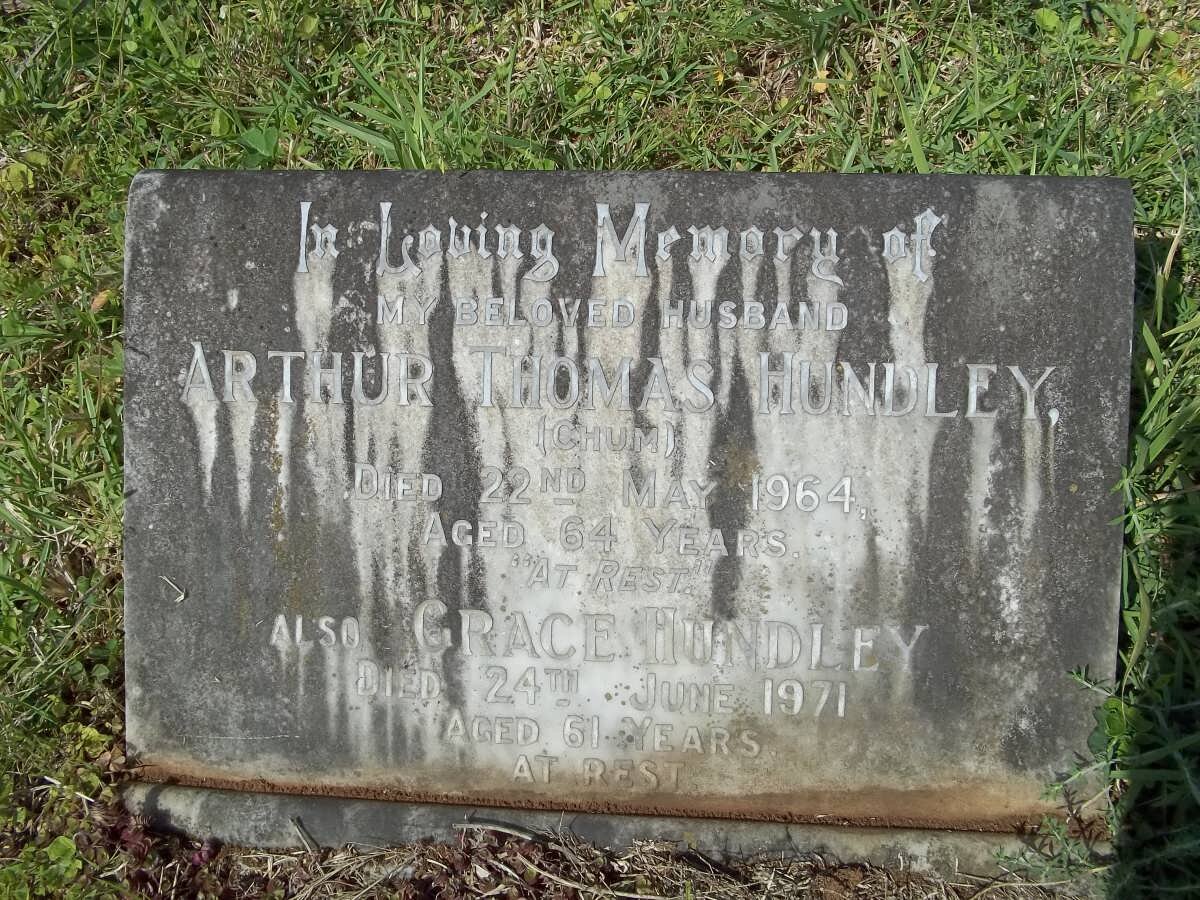 In Loving Memory of
MY BELOVED HUSBAND
ARTHUR THOMAS HUNDLEY,
(CHUM)
DIED 22ND MAY 1964,
AGED 64 YEARS.
"AT REST."
ALSO GRACE HUNDLEY
DIED 24TH JUNE 1971
AGED 61 YEARS.
AT REST